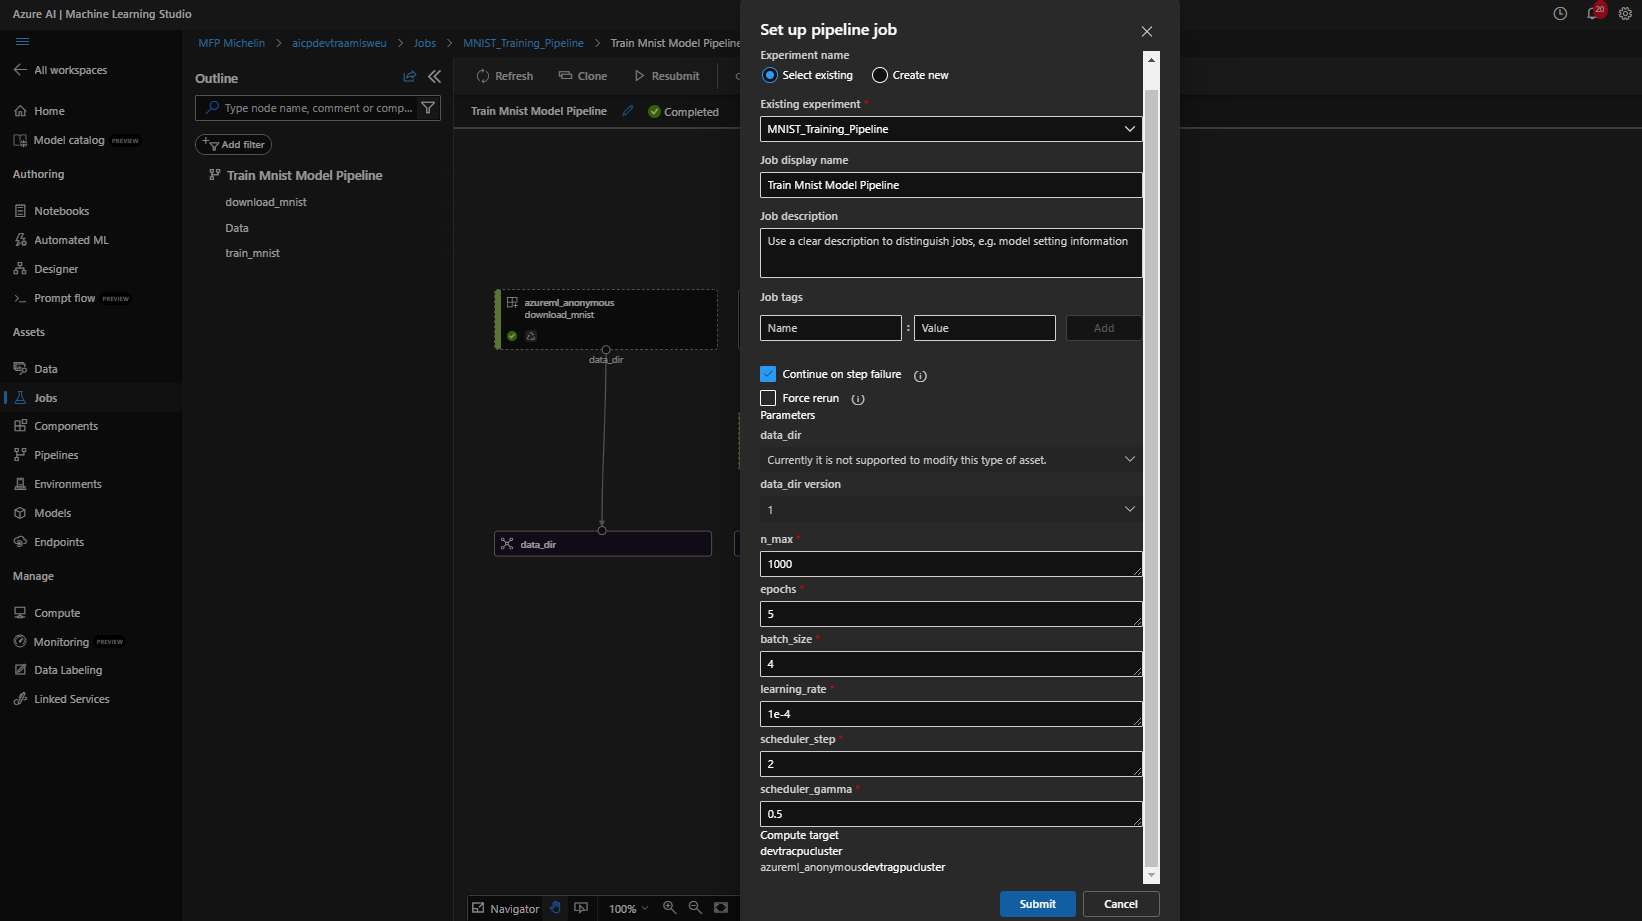 Azure AI | Machine Learning Studio
20
All workspaces
Home
Model catalog PREVIEW
Authoring
Notebooks
Automated ML
Designer
Prompt flow PREVIEW
Assets
Data
Jobs
Components
Pipelines
Environments
Models
Endpoints
Manage
Compute
Monitoring PREVIEW
Data Labeling
Linked Services
MFP Michelin > aicpdevtraamlsweu > Jobs > MNIST_Training_Pipeline > Train Mnist Model Pipeline
Outline
Type node name, comment or comp...
Add filter
Train Mnist Model Pipeline
download_mnist
Data
train_mnist
Refresh Clone Resubmit
Train Mnist Model Pipeline Completed
azureml_anonymous
download_mnist
data_dir
data_dir
Navigator 100%
Set up pipeline job
Experiment name
Select existing Create new
Existing experiment *
MNIST_Training_Pipeline
Job display name
Train Mnist Model Pipeline
Job description
Use a clear description to distinguish jobs, e.g. model setting information
Job tags
Name : Value Add
Continue on step failure
Force rerun
Parameters
data_dir
Currently it is not supported to modify this type of asset.
data_dir version
1
n_max *
1000
epochs *
5
batch_size *
4
learning_rate *
1e-4
scheduler_step *
2
scheduler_gamma *
0.5
Compute target
devtracpucluster
azureml_anonymousdevtragpucluster
Submit Cancel